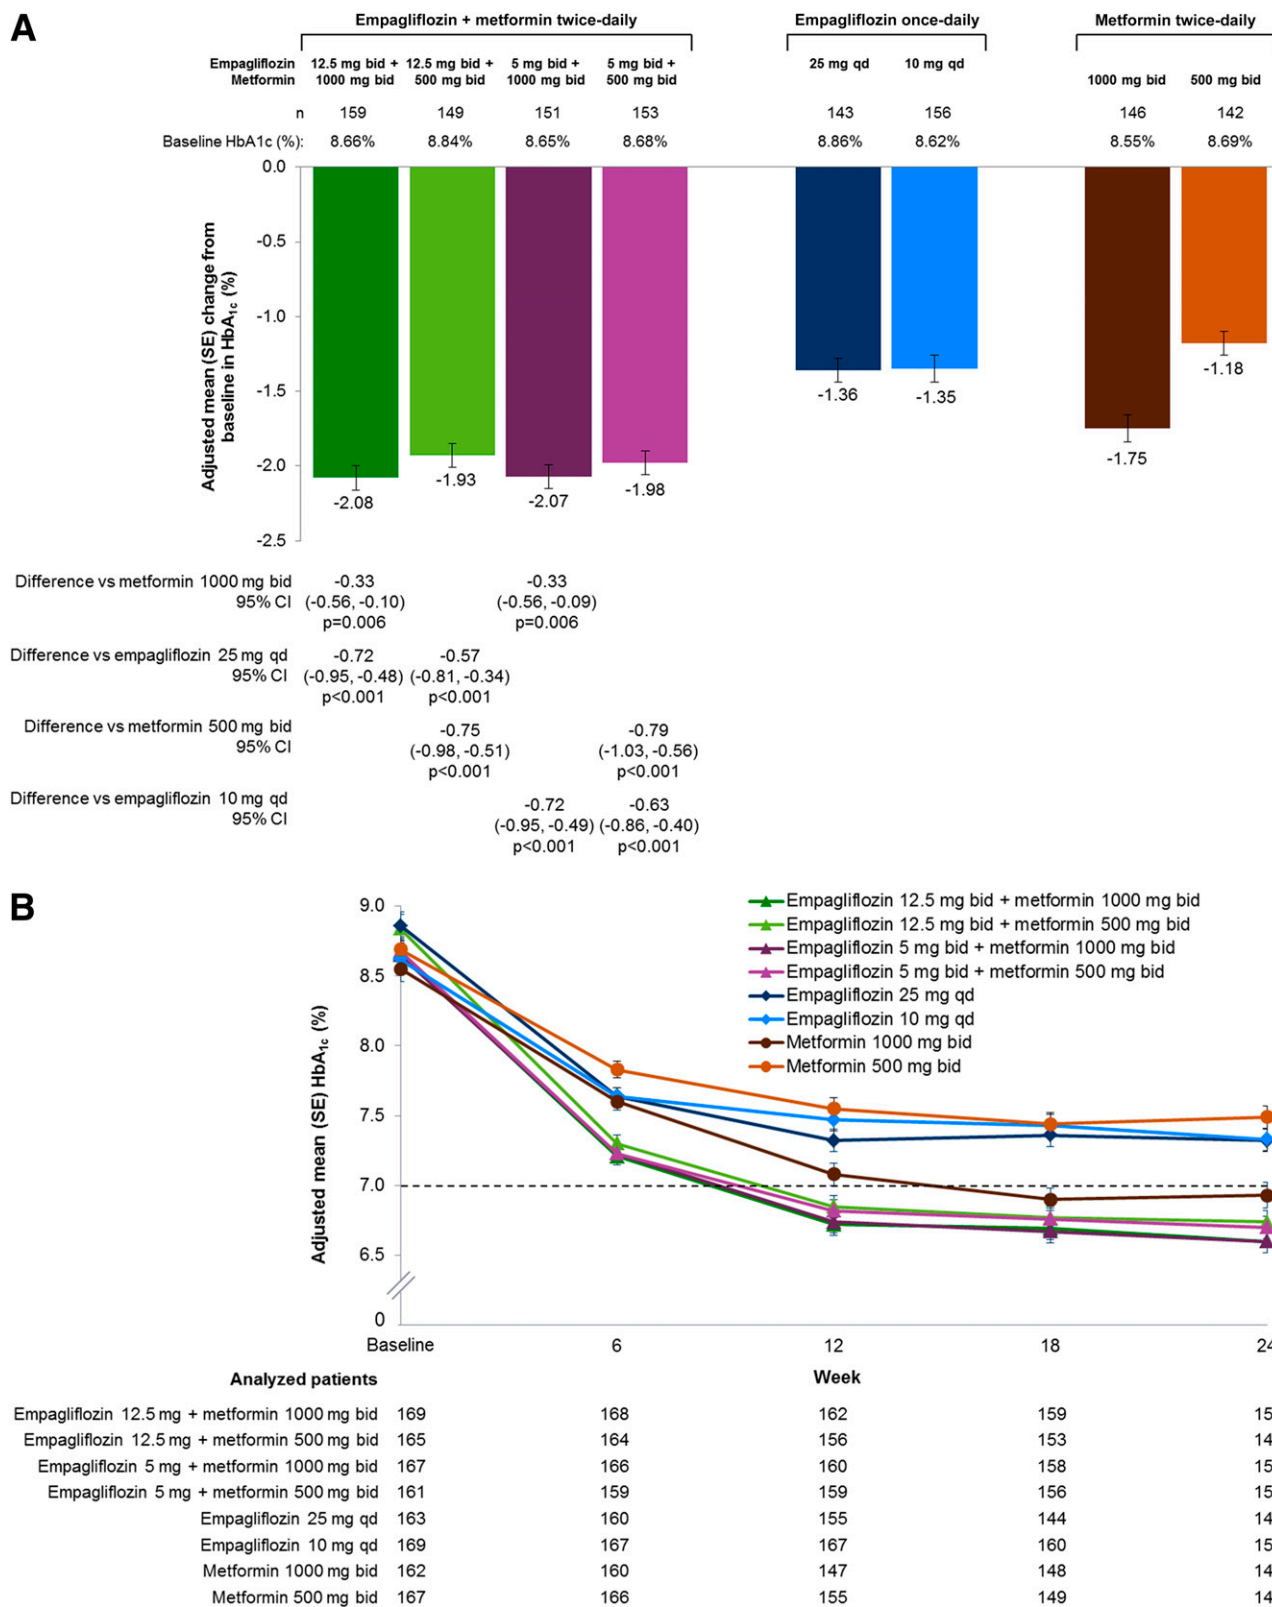 A
Empagliflozin + metformin twice-daily Empagliflozin once-daily Metformin twice-daily
Empagliflozin 12.5 mg bid + 12.5 mg bid + 5 mg bid + 5 mg bid + 25 mg qd 10 mg qd
Metformin 1000 mg bid 500 mg bid 1000 mg bid 500 mg bid 1000 mg bid 500 mg bid
n 159 149 151 153 143 156 146 142
Baseline HbA1c (%): 8.66% 8.84% 8.65% 8.68% 8.86% 8.62% 8.55% 8.69%
0.0
-0.5
-1.0
-1.5
-2.0
-2.5
Adjusted mean (SE) change from
baseline in HbA1c (%)
-2.08
-1.93
-2.07
-1.98
-1.36
-1.35
-1.75
-1.18
Difference vs metformin 1000 mg bid -0.33 -0.33
95% CI (-0.56, -0.10) (-0.56, -0.09)
p=0.006 p=0.006
Difference vs empagliflozin 25 mg qd -0.72 -0.57
95% CI (-0.95, -0.48) (-0.81, -0.34)
p<0.001 p<0.001
Difference vs metformin 500 mg bid -0.75 -0.79
95% CI (-0.98, -0.51) (-1.03, -0.56)
p<0.001 p<0.001
Difference vs empagliflozin 10 mg qd -0.72 -0.63
95% CI (-0.95, -0.49) (-0.86, -0.40)
p<0.001 p<0.001
B
9.0
8.5
8.0
7.5
7.0
6.5
0
Adjusted mean (SE) HbA1c (%)
Empagliflozin 12.5 mg bid + metformin 1000 mg bid
Empagliflozin 12.5 mg bid + metformin 500 mg bid
Empagliflozin 5 mg bid + metformin 1000 mg bid
Empagliflozin 5 mg bid + metformin 500 mg bid
Empagliflozin 25 mg qd
Empagliflozin 10 mg qd
Metformin 1000 mg bid
Metformin 500 mg bid
Baseline 6 12 18 24
Analyzed patients Week
Empagliflozin 12.5 mg + metformin 1000 mg bid 169 168 162 159 15
Empagliflozin 12.5 mg + metformin 500 mg bid 165 164 156 153 14
Empagliflozin 5 mg + metformin 1000 mg bid 167 166 160 158 15
Empagliflozin 5 mg + metformin 500 mg bid 161 159 159 156 15
Empagliflozin 25 mg qd 163 160 155 144 14
Empagliflozin 10 mg qd 169 167 167 160 15
Metformin 1000 mg bid 162 160 147 148 14
Metformin 500 mg bid 167 166 155 149 14